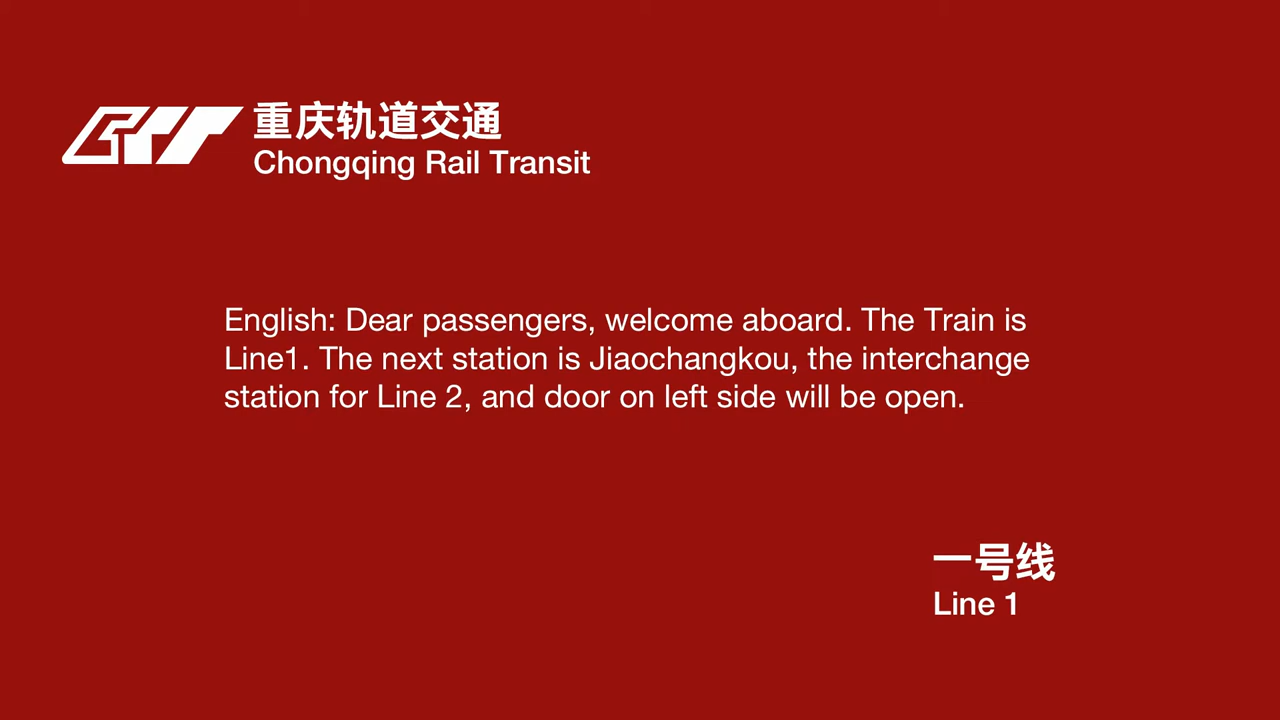 重庆轨道交通
Chongqing Rail Transit
English: Dear passengers, welcome aboard. The Train is
Line1. The next station is Jiaochangkou, the interchange
station for Line 2, and door on left side will be open.
一号线
Line 1